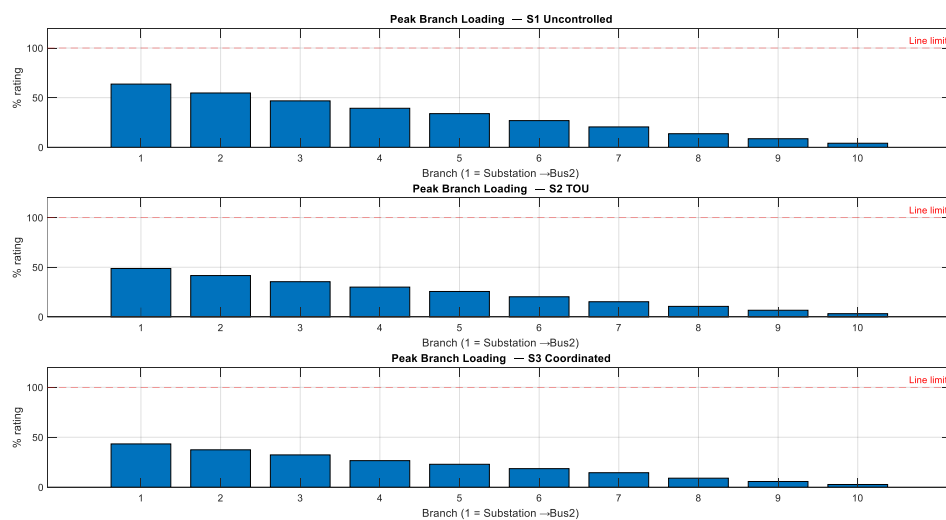 Peak Branch Loading — S1 Uncontrolled
Line limit
% rating
100
50
0
1 2 3 4 5 6 7 8 9 10
Branch (1 = Substation →Bus2)
Peak Branch Loading — S2 TOU
Line limit
% rating
100
50
0
1 2 3 4 5 6 7 8 9 10
Branch (1 = Substation →Bus2)
Peak Branch Loading — S3 Coordinated
Line limit
% rating
100
50
0
1 2 3 4 5 6 7 8 9 10
Branch (1 = Substation →Bus2)